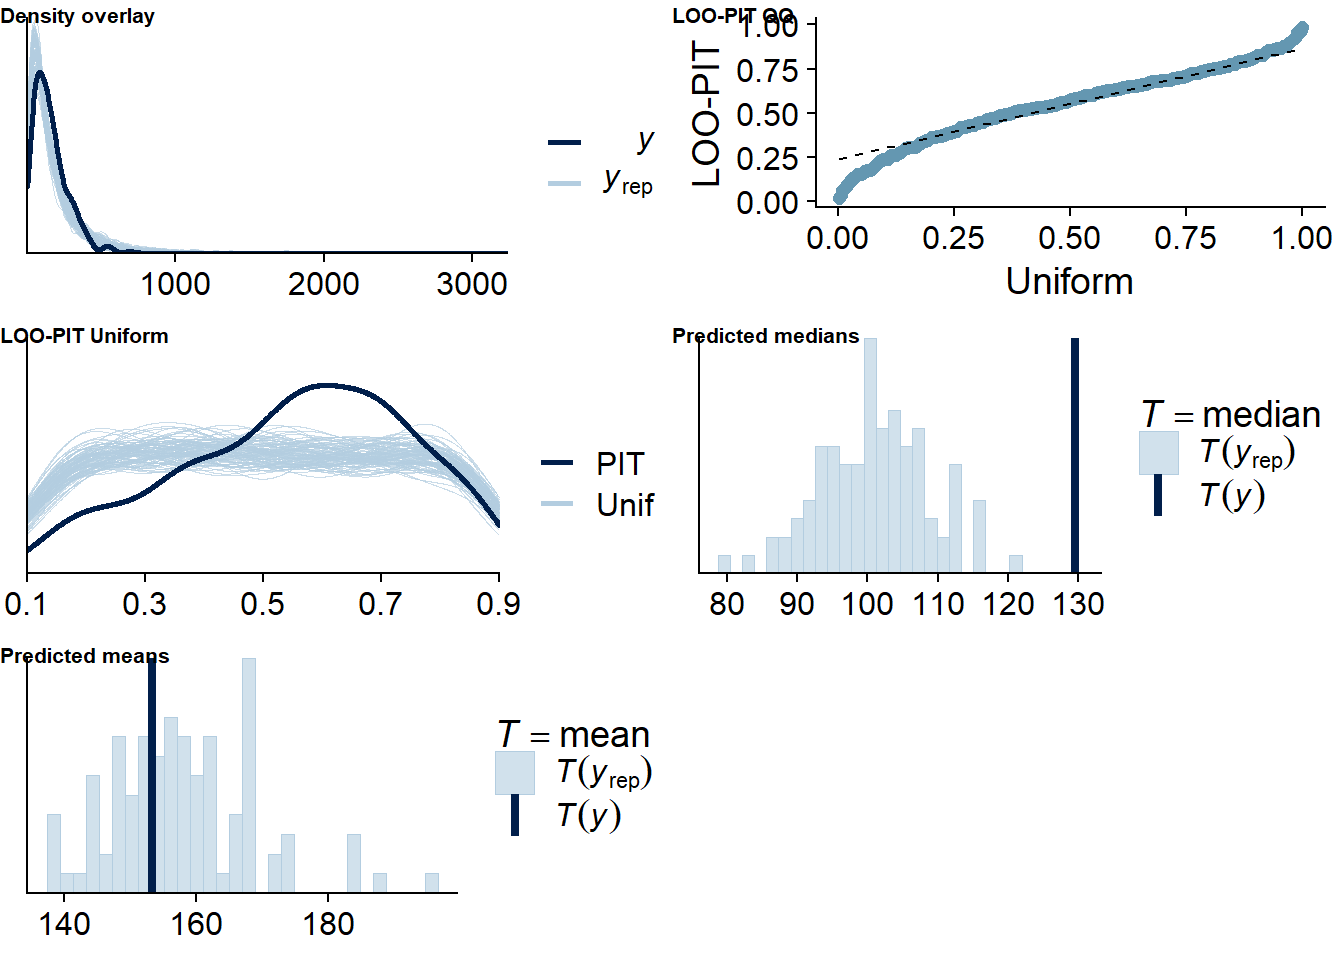 Density overlay
y
yrep
1000 2000 3000
LOO-PIT QQ
LOO-PIT
1.00
0.75
0.50
0.25
0.00
0.00 0.25 0.50 0.75 1.00
Uniform
LOO-PIT Uniform
PIT
Unif
0.1 0.3 0.5 0.7 0.9
Predicted medians
T = median
T(yrep)
T(y)
80 90 100 110 120 130
Predicted means
T = mean
T(yrep)
T(y)
140 160 180